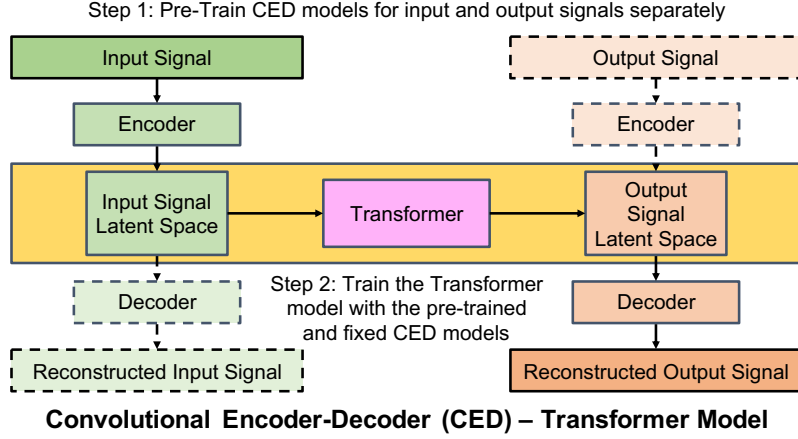 Step 1: Pre-Train CED models for input and output signals separately
Input Signal
Output Signal
Encoder
Encoder
Input Signal
Latent Space
Transformer
Output
Signal
Latent Space
Decoder
Step 2: Train the Transformer
model with the pre-trained
and fixed CED models
Decoder
Reconstructed Input Signal
Reconstructed Output Signal
Convolutional Encoder-Decoder (CED) – Transformer Model